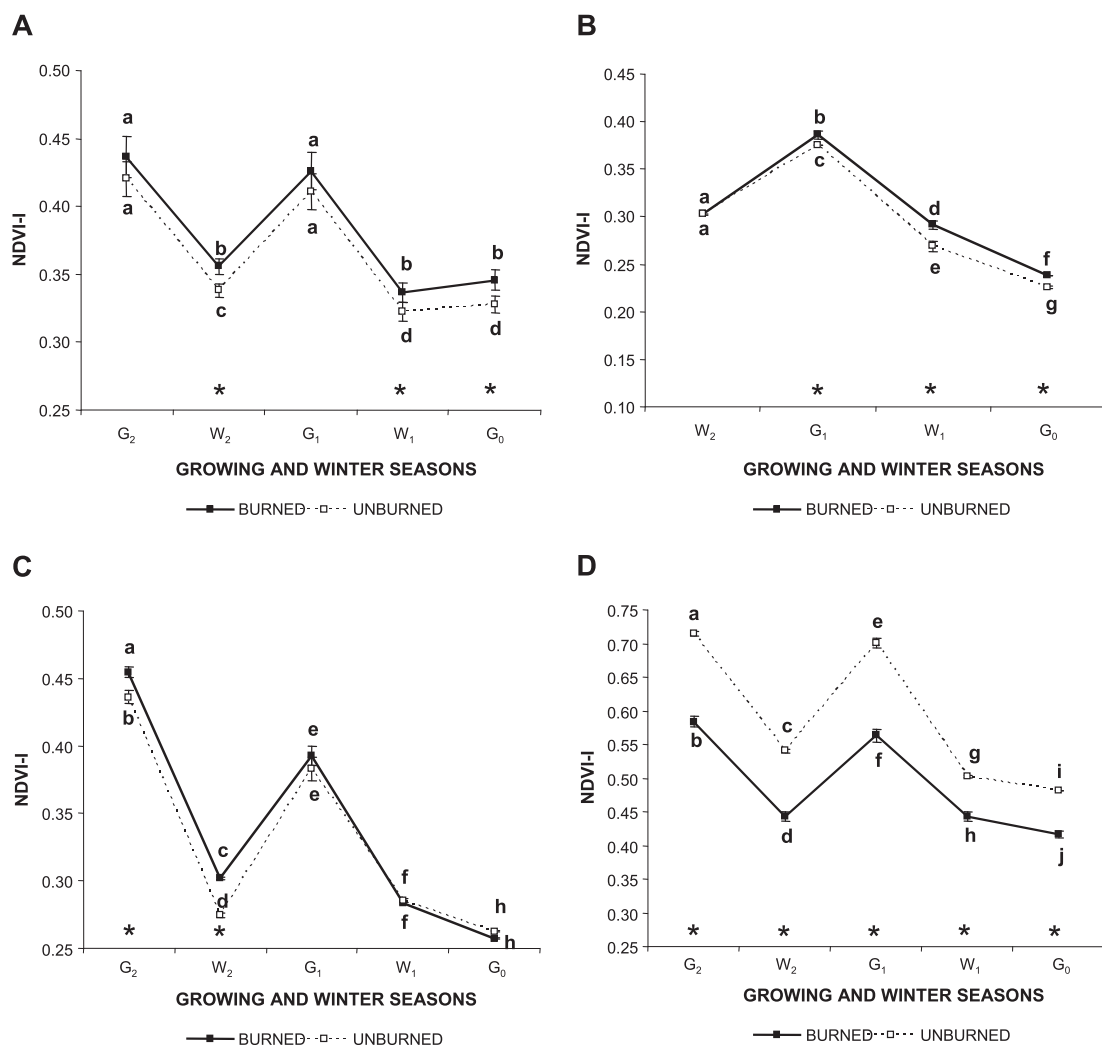 A
0.50
0.45
0.40
0.35
0.30
0.25
NDVI-I
a
a
b
c
a
a
b
d
b
d
* * *
G₂ W₂ G₁ W₁ G₀
GROWING AND WINTER SEASONS
BURNED UNBURNED
B
0.45
0.40
0.35
0.30
0.25
0.20
0.15
0.10
NDVI-I
a
a
b
c
d
e
f
g
* * *
W₂ G₁ W₁ G₀
GROWING AND WINTER SEASONS
BURNED UNBURNED
C
0.50
0.45
0.40
0.35
0.30
0.25
NDVI-I
a
b
c
d
e
e
f
f
h
h
* *
G₂ W₂ G₁ W₁ G₀
GROWING AND WINTER SEASONS
BURNED UNBURNED
D
0.75
0.70
0.65
0.60
0.55
0.50
0.45
0.40
0.35
0.30
0.25
NDVI-I
a
b
c
d
e
f
g
h
i
j
* * * * *
G₂ W₂ G₁ W₁ G₀
GROWING AND WINTER SEASONS
BURNED UNBURNED